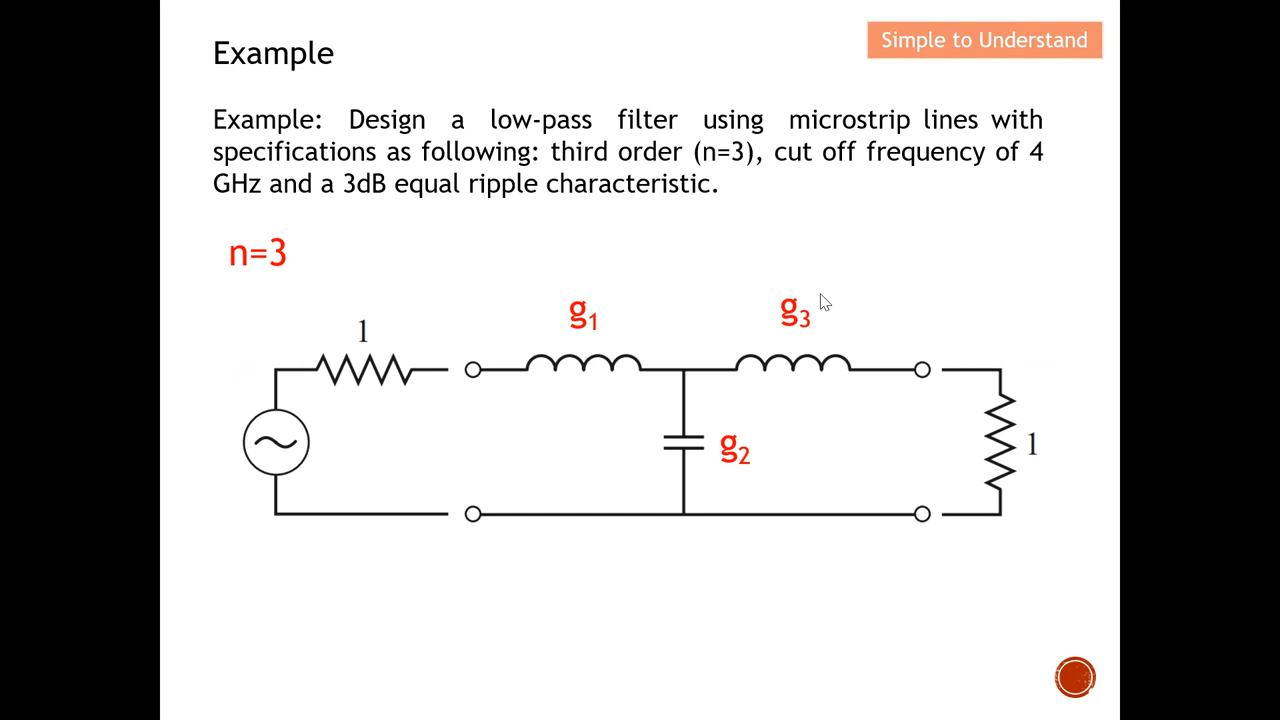 Example
Simple to Understand
Example: Design a low-pass filter using microstrip lines with
specifications as following: third order (n=3), cut off frequency of 4
GHz and a 3dB equal ripple characteristic.
n=3
g1
g3
1
g2
1